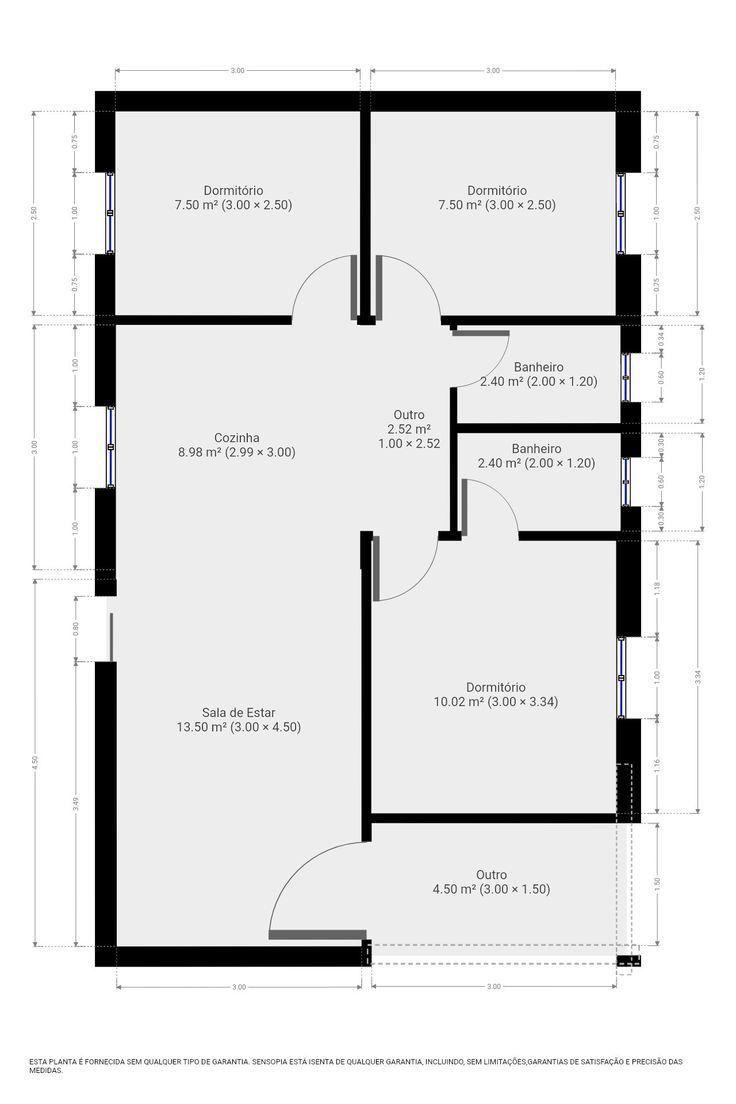 3.00
3.00
0.75
2.50
1.00
0.75
Dormitório
7.50 m² (3.00 × 2.50)
Dormitório
7.50 m² (3.00 × 2.50)
0.75
1.00
2.50
0.75
1.00
3.00
1.00
1.00
Cozinha
8.98 m² (2.99 × 3.00)
Outro
2.52 m²
1.00 × 2.52
Banheiro
2.40 m² (2.00 × 1.20)
0.34
0.60
1.20
Banheiro
2.40 m² (2.00 × 1.20)
0.30
0.60
0.30
1.20
0.80
4.50
3.49
Sala de Estar
13.50 m² (3.00 × 4.50)
Dormitório
10.02 m² (3.00 × 3.34)
1.18
1.00
3.34
1.16
Outro
4.50 m² (3.00 × 1.50)
1.50
3.00
3.00
ESTA PLANTA É FORNECIDA SEM QUALQUER TIPO DE GARANTIA. SENSOPIA ESTÁ ISENTA DE QUALQUER GARANTIA, INCLUINDO, SEM LIMITAÇÕES,GARANTIAS DE SATISFAÇÃO E PRECISÃO DAS
MEDIDAS.